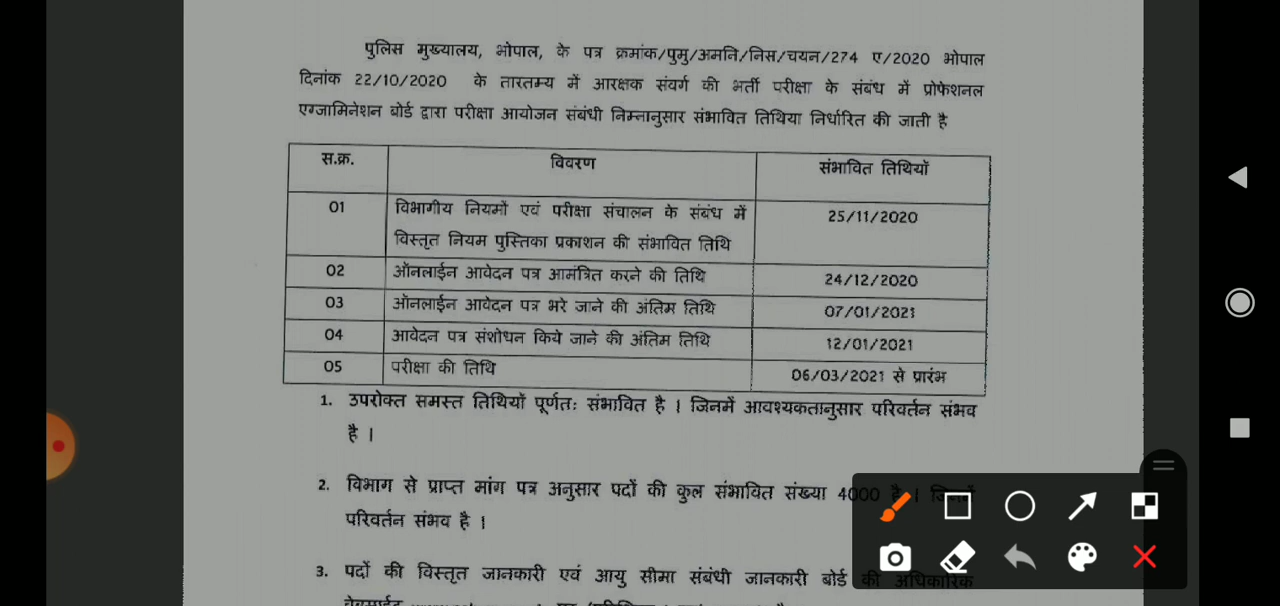 पुलिस मुख्यालय, भोपाल, के पत्र क्रमांक/पुमु/अमनि/निस/चयन/274 ए/2020 भोपाल
दिनांक 22/10/2020 के तारतम्य में आरक्षक संवर्ग की भर्ती परीक्षा के संबंध में प्रोफेशनल
एग्जामिनेशन बोर्ड द्वारा परीक्षा आयोजन संबंधी निम्नानुसार संभावित तिथिया निर्धारित की जाती है
स.क्र. विवरण संभावित तिथियॉ
01 विभागीय नियमों एवं परीक्षा संचालन के संबंध में 25/11/2020
विस्तृत नियम पुस्तिका प्रकाशन की संभावित तिथि
02 ऑनलाईन आवेदन पत्र आमंत्रित करने की तिथि 24/12/2020
03 ऑनलाईन आवेदन पत्र भरे जाने की अंतिम तिथि 07/01/2021
04 आवेदन पत्र संशोधन किये जाने की अंतिम तिथि 12/01/2021
05 परीक्षा की तिथि 06/03/2021 से प्रारंभ
1. उपरोक्त समस्त तिथियॉ पूर्णतः संभावित है । जिनमें आवश्यकतानुसार परिवर्तन संभव
है ।
2. विभाग से प्राप्त मांग पत्र अनुसार पदों की कुल संभावित संख्या 4000 है । जिनमें
परिवर्तन संभव है ।
3. पदों की विस्तृत जानकारी एवं आयु सीमा संबंधी जानकारी बोर्ड की अधिकारिक